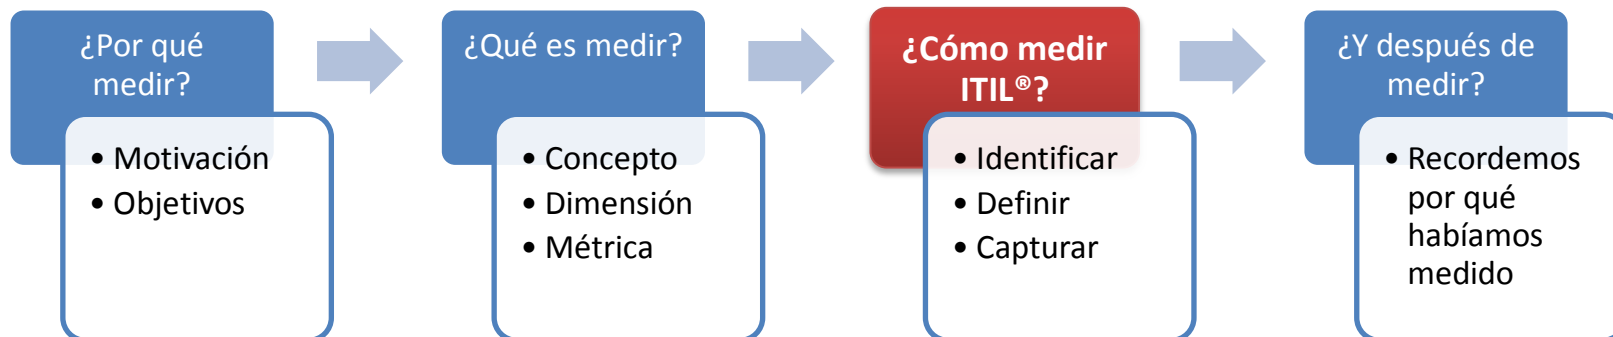 ¿Por qué
medir?
• Motivación
• Objetivos
¿Qué es medir?
• Concepto
• Dimensión
• Métrica
¿Cómo medir
ITIL®?
• Identificar
• Definir
• Capturar
¿Y después de
medir?
• Recordemos
por qué
habíamos
medido